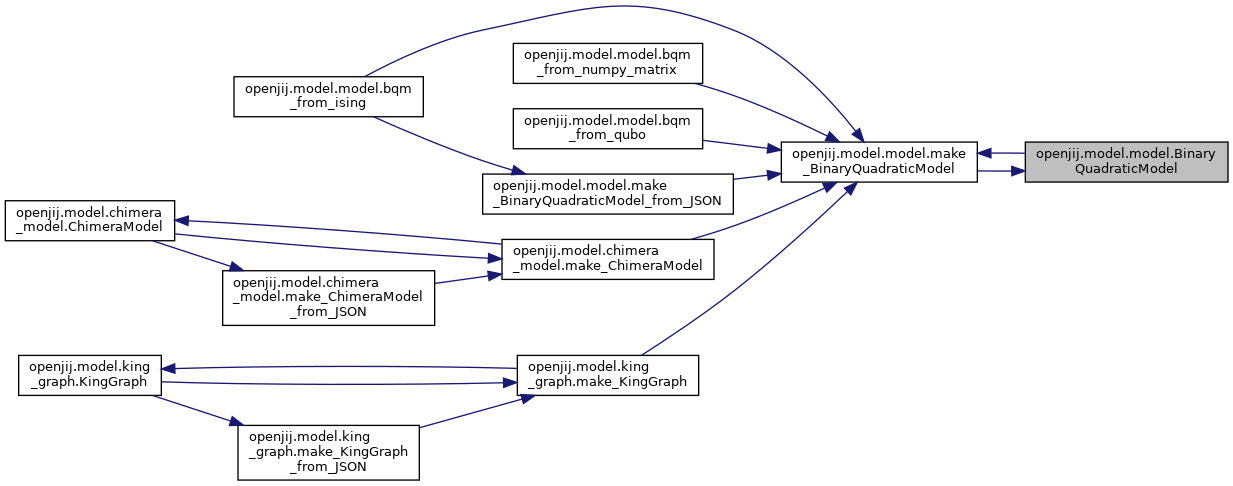 openjij.model.model.bqm
_from_numpy_matrix
openjij.model.model.bqm
_from_ising
openjij.model.model.bqm
_from_qubo
openjij.model.model.make
_BinaryQuadraticModel
openjij.model.model.Binary
QuadraticModel
openjij.model.model.make
_BinaryQuadraticModel_from_JSON
openjij.model.chimera
_model.ChimeraModel
openjij.model.chimera
_model.make_ChimeraModel
openjij.model.chimera
_model.make_ChimeraModel
_from_JSON
openjij.model.king
_graph.KingGraph
openjij.model.king
_graph.make_KingGraph
openjij.model.king
_graph.make_KingGraph
_from_JSON